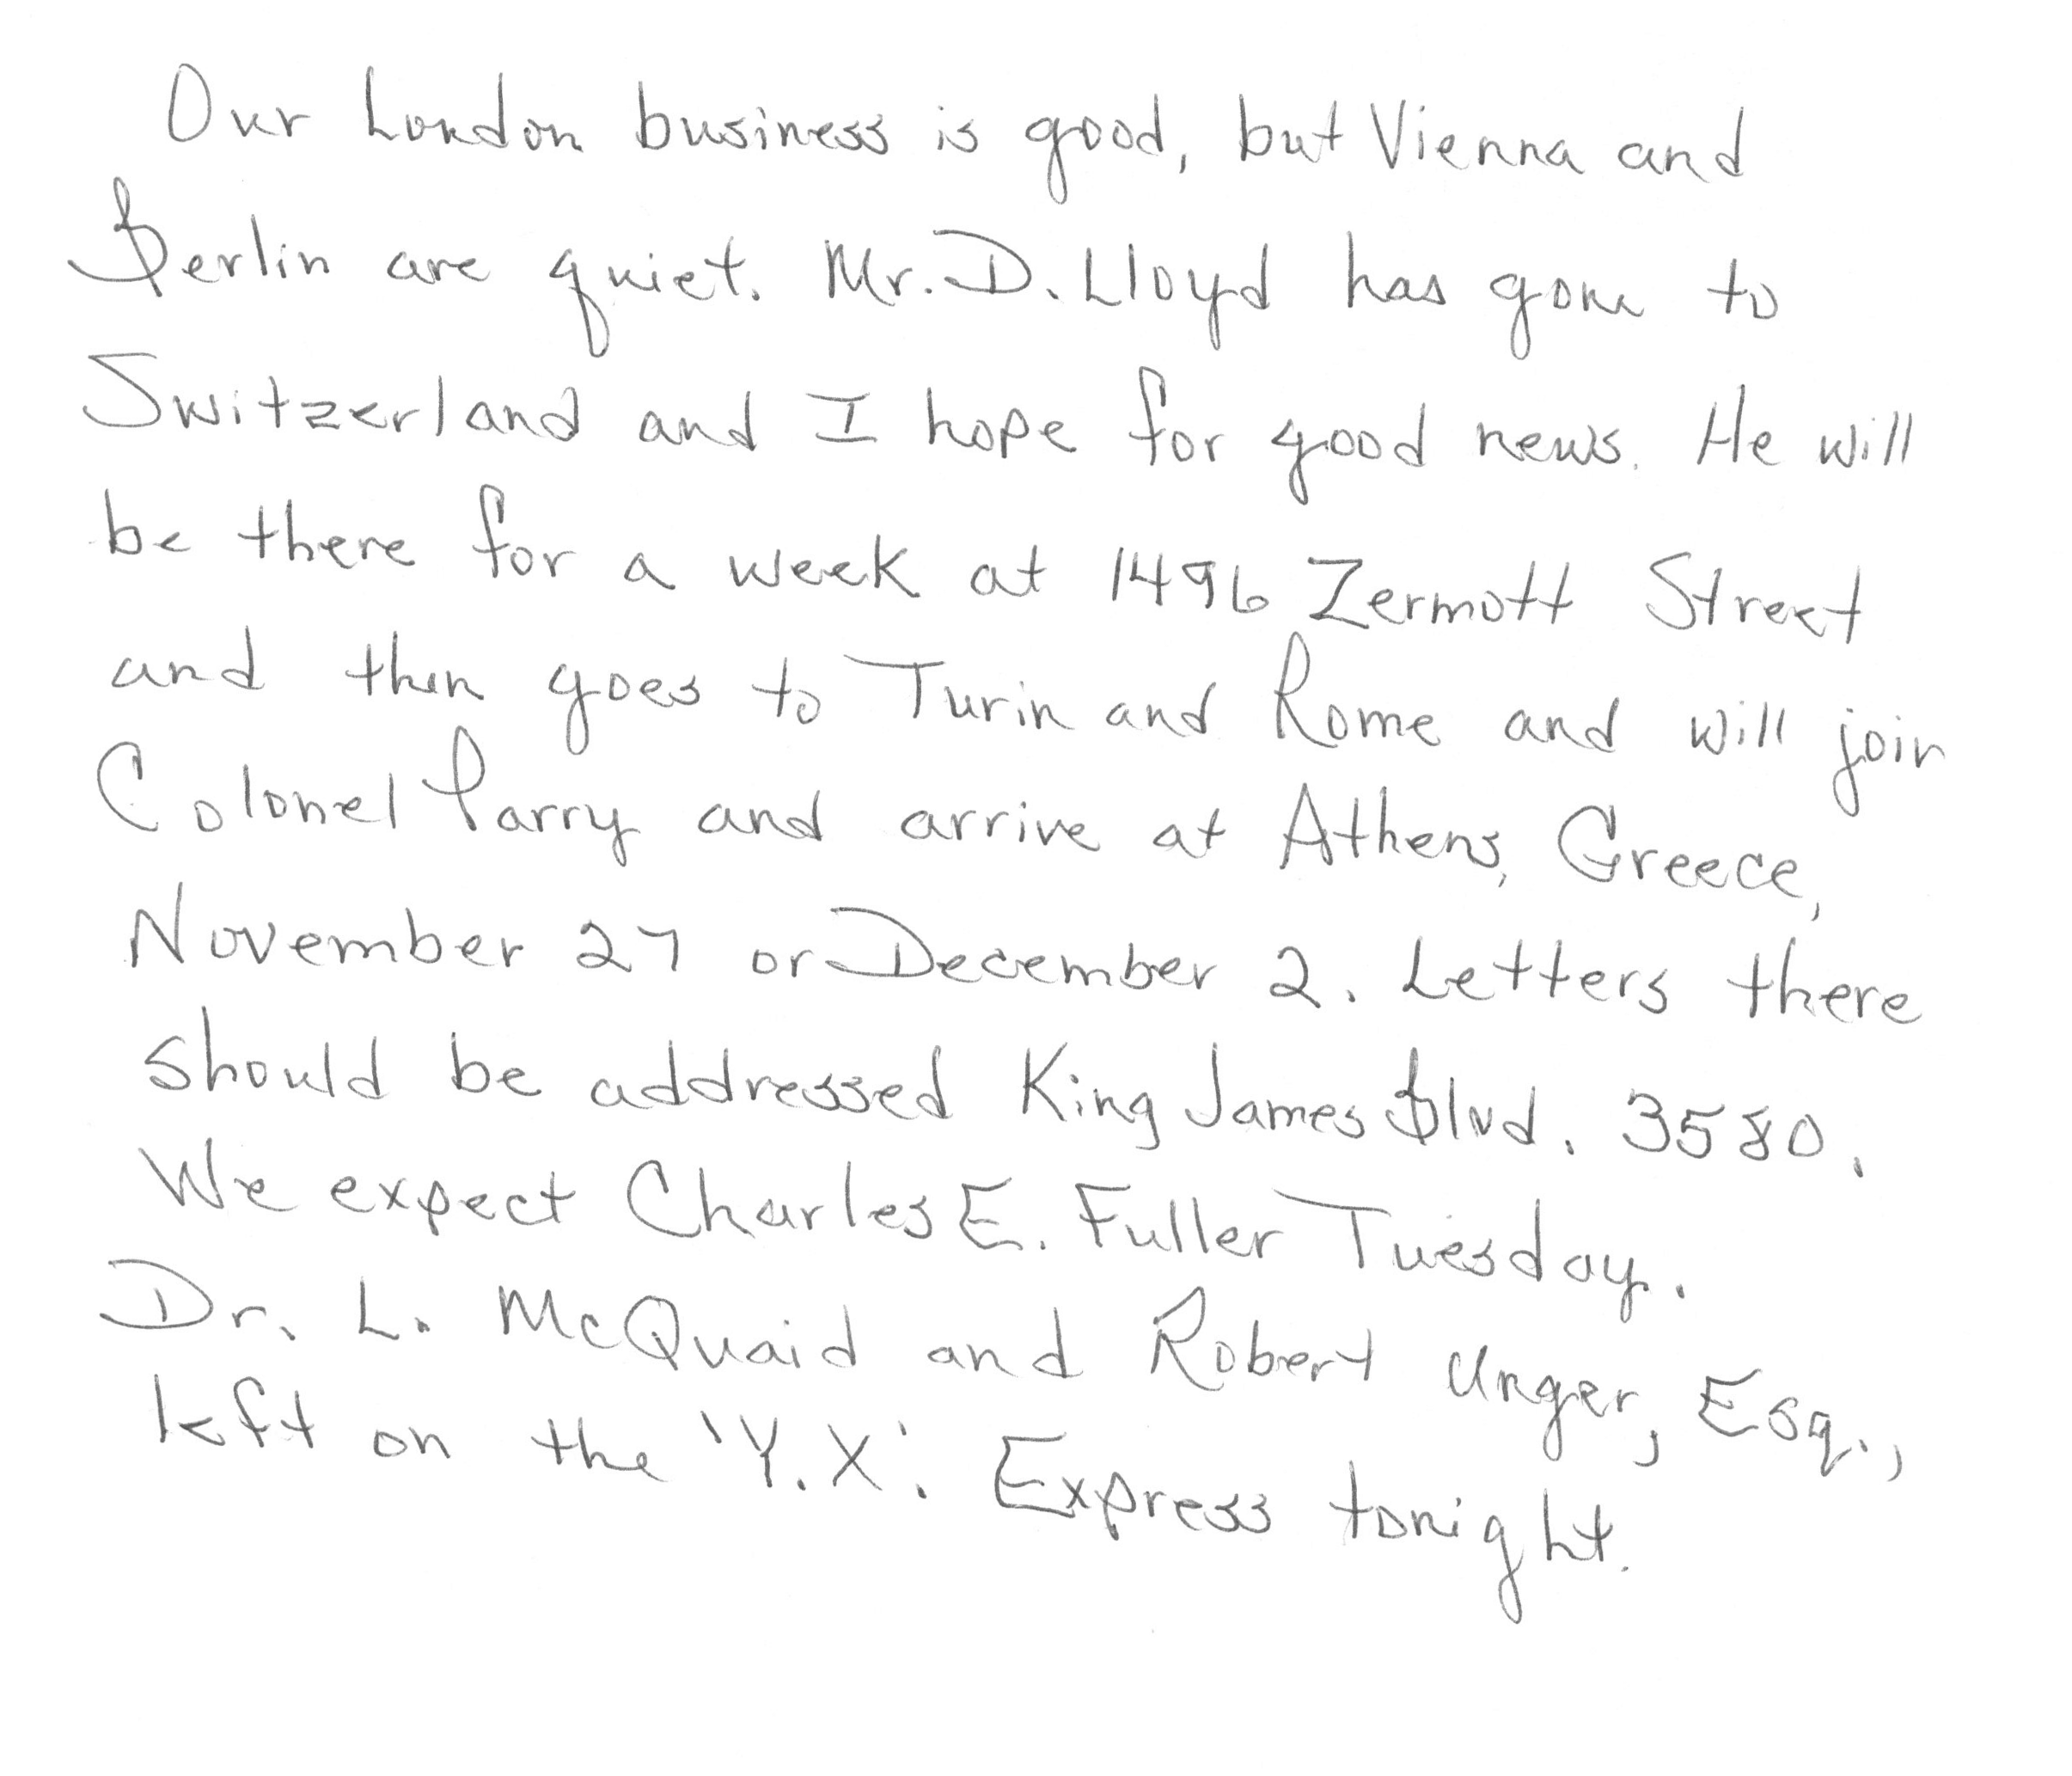 Our London business is good, but Vienna and
Berlin are quiet. Mr. D. Lloyd has gone to
Switzerland and I hope for good news. He will
be there for a week at 1496 Zermott Street
and then goes to Turin and Rome and will join
Colonel Parry and arrive at Athens, Greece,
November 27 or December 2. Letters there
should be addressed King James Blvd. 3580.
We expect Charles E. Fuller Tuesday.
Dr. L. McQuaid and Robert Unger, Esq.,
left on the 'Y.X'. Express tonight.